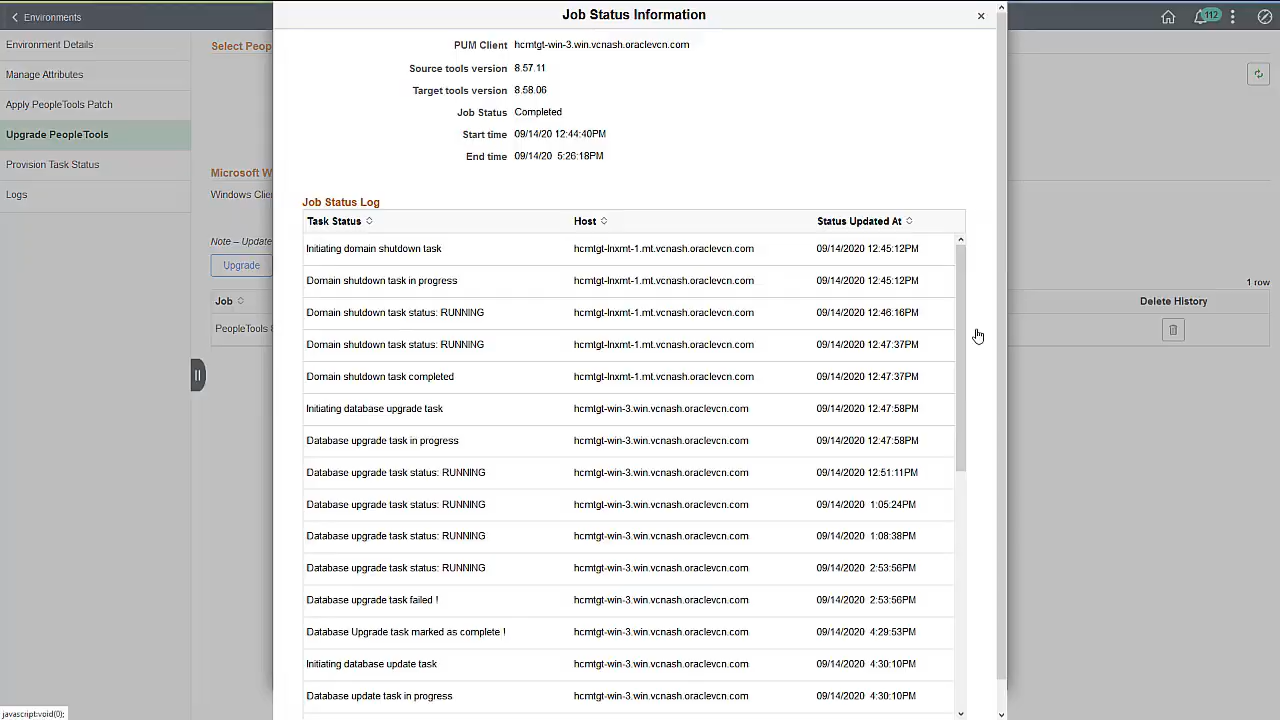 Environments
Job Status Information
×
112
Environment Details
Manage Attributes
Apply PeopleTools Patch
Upgrade PeopleTools
Provision Task Status
Logs
Select Peop
Microsoft W
Windows Clie
Note – Update
Upgrade
1 row
Job
Delete History
PeopleTools 8
PUM Client hcmtgt-win-3.win.vcnash.oraclevcn.com
Source tools version 8.57.11
Target tools version 8.58.06
Job Status Completed
Start time 09/14/20 12:44:40PM
End time 09/14/20 5:26:18PM
Job Status Log
Task Status Host Status Updated At
Initiating domain shutdown task hcmtgt-lnxmt-1.mt.vcnash.oraclevcn.com 09/14/2020 12:45:12PM
Domain shutdown task in progress hcmtgt-lnxmt-1.mt.vcnash.oraclevcn.com 09/14/2020 12:45:12PM
Domain shutdown task status: RUNNING hcmtgt-lnxmt-1.mt.vcnash.oraclevcn.com 09/14/2020 12:46:16PM
Domain shutdown task status: RUNNING hcmtgt-lnxmt-1.mt.vcnash.oraclevcn.com 09/14/2020 12:47:37PM
Domain shutdown task completed hcmtgt-lnxmt-1.mt.vcnash.oraclevcn.com 09/14/2020 12:47:37PM
Initiating database upgrade task hcmtgt-win-3.win.vcnash.oraclevcn.com 09/14/2020 12:47:58PM
Database upgrade task in progress hcmtgt-win-3.win.vcnash.oraclevcn.com 09/14/2020 12:47:58PM
Database upgrade task status: RUNNING hcmtgt-win-3.win.vcnash.oraclevcn.com 09/14/2020 12:51:11PM
Database upgrade task status: RUNNING hcmtgt-win-3.win.vcnash.oraclevcn.com 09/14/2020 1:05:24PM
Database upgrade task status: RUNNING hcmtgt-win-3.win.vcnash.oraclevcn.com 09/14/2020 1:08:38PM
Database upgrade task status: RUNNING hcmtgt-win-3.win.vcnash.oraclevcn.com 09/14/2020 2:53:56PM
Database upgrade task failed ! hcmtgt-win-3.win.vcnash.oraclevcn.com 09/14/2020 2:53:56PM
Database Upgrade task marked as complete ! hcmtgt-win-3.win.vcnash.oraclevcn.com 09/14/2020 4:29:53PM
Initiating database update task hcmtgt-win-3.win.vcnash.oraclevcn.com 09/14/2020 4:30:10PM
Database update task in progress hcmtgt-win-3.win.vcnash.oraclevcn.com 09/14/2020 4:30:10PM
javascript:void(0);